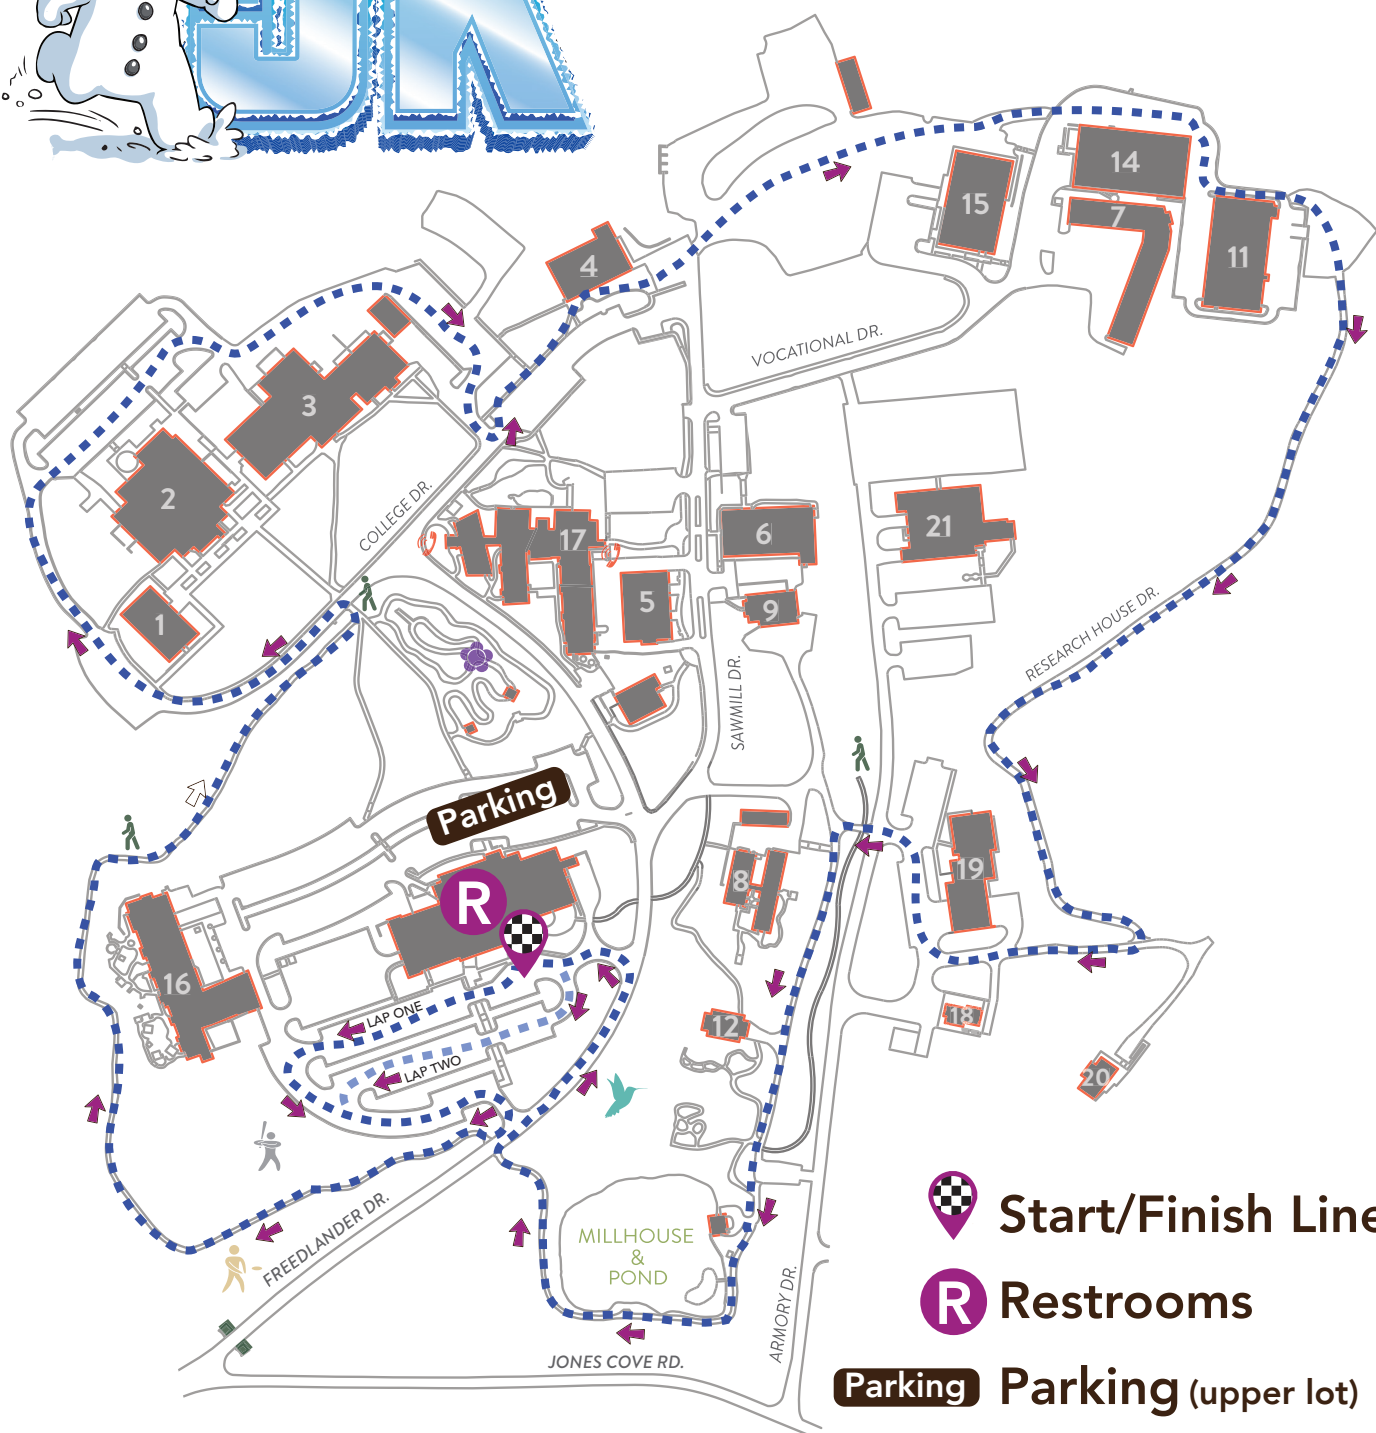 5K
14
15
7
11
4
VOCATIONAL DR.
3
2
COLLEGE DR.
17
6
21
5
9
1
RESEARCH HOUSE DR.
SAWMILL DR.
Parking
8
19
R
16
LAP ONE
12
18
LAP TWO
20
FREEDLANDER DR.
MILLHOUSE
&
POND
ARMORY DR.
JONES COVE RD.
Start/Finish Line
R Restrooms
Parking Parking (upper lot)